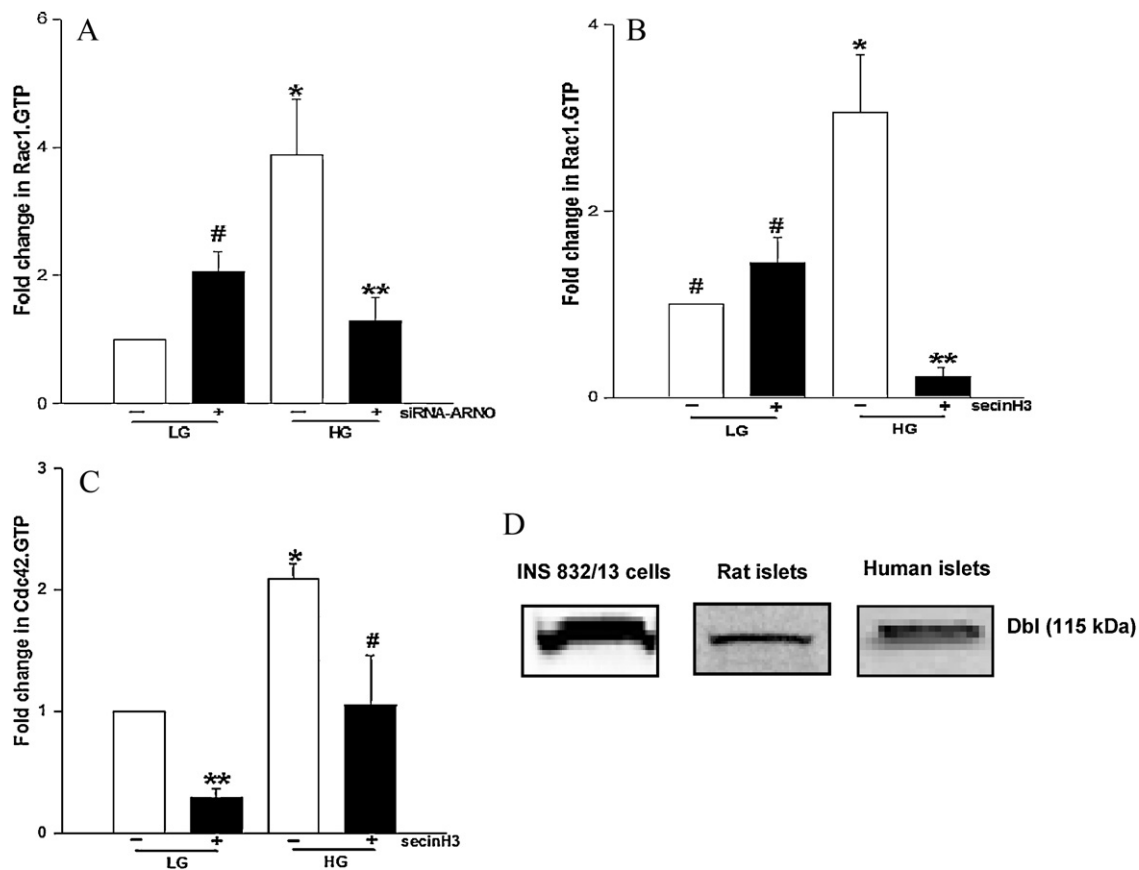 A
Fold change in Rac1.GTP
6
4
2
0
#
*
**
– + – + siRNA-ARNO
LG HG
B
Fold change in Rac1.GTP
4
2
0
#
#
*
**
– + – + secinH3
LG HG
C
Fold change in Cdc42.GTP
3
2
1
0
**
*
#
– + – + secinH3
LG HG
D
INS 832/13 cells Rat islets Human islets
Dbl (115 kDa)